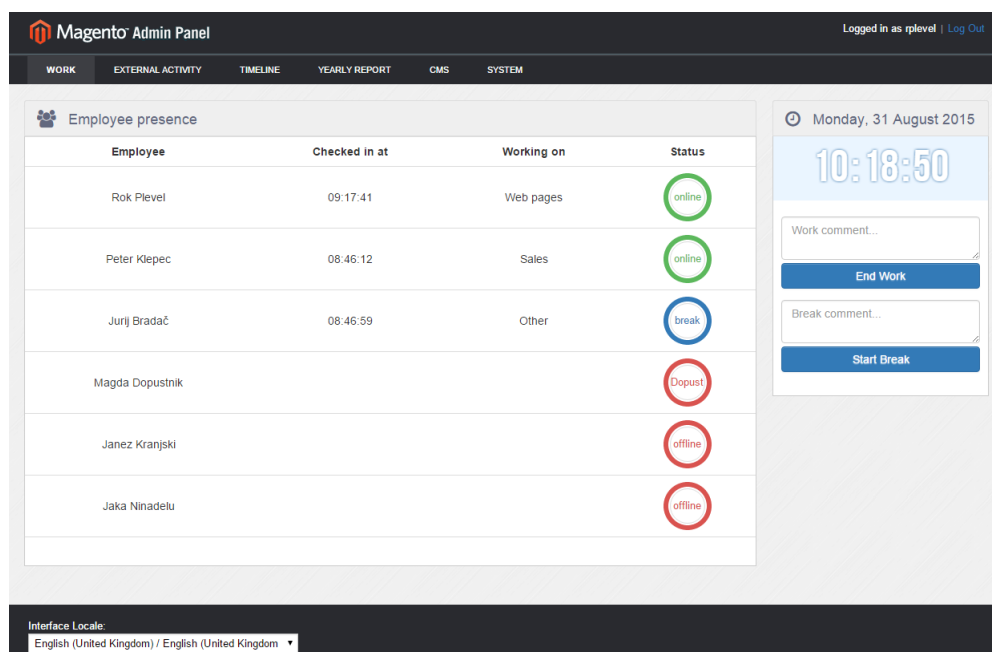 Magento Admin Panel
Logged in as rplevel | Log Out
WORK EXTERNAL ACTIVITY TIMELINE YEARLY REPORT CMS SYSTEM
Employee presence
Employee Checked in at Working on Status
Rok Plevel 09:17:41 Web pages online
Peter Klepec 08:46:12 Sales online
Jurij Bradač 08:46:59 Other break
Magda Dopustnik Dopust
Janez Kranjski offline
Jaka Ninadelu offline
Monday, 31 August 2015
10:18:50
Work comment...
End Work
Break comment...
Start Break
Interface Locale:
English (United Kingdom) / English (United Kingdom